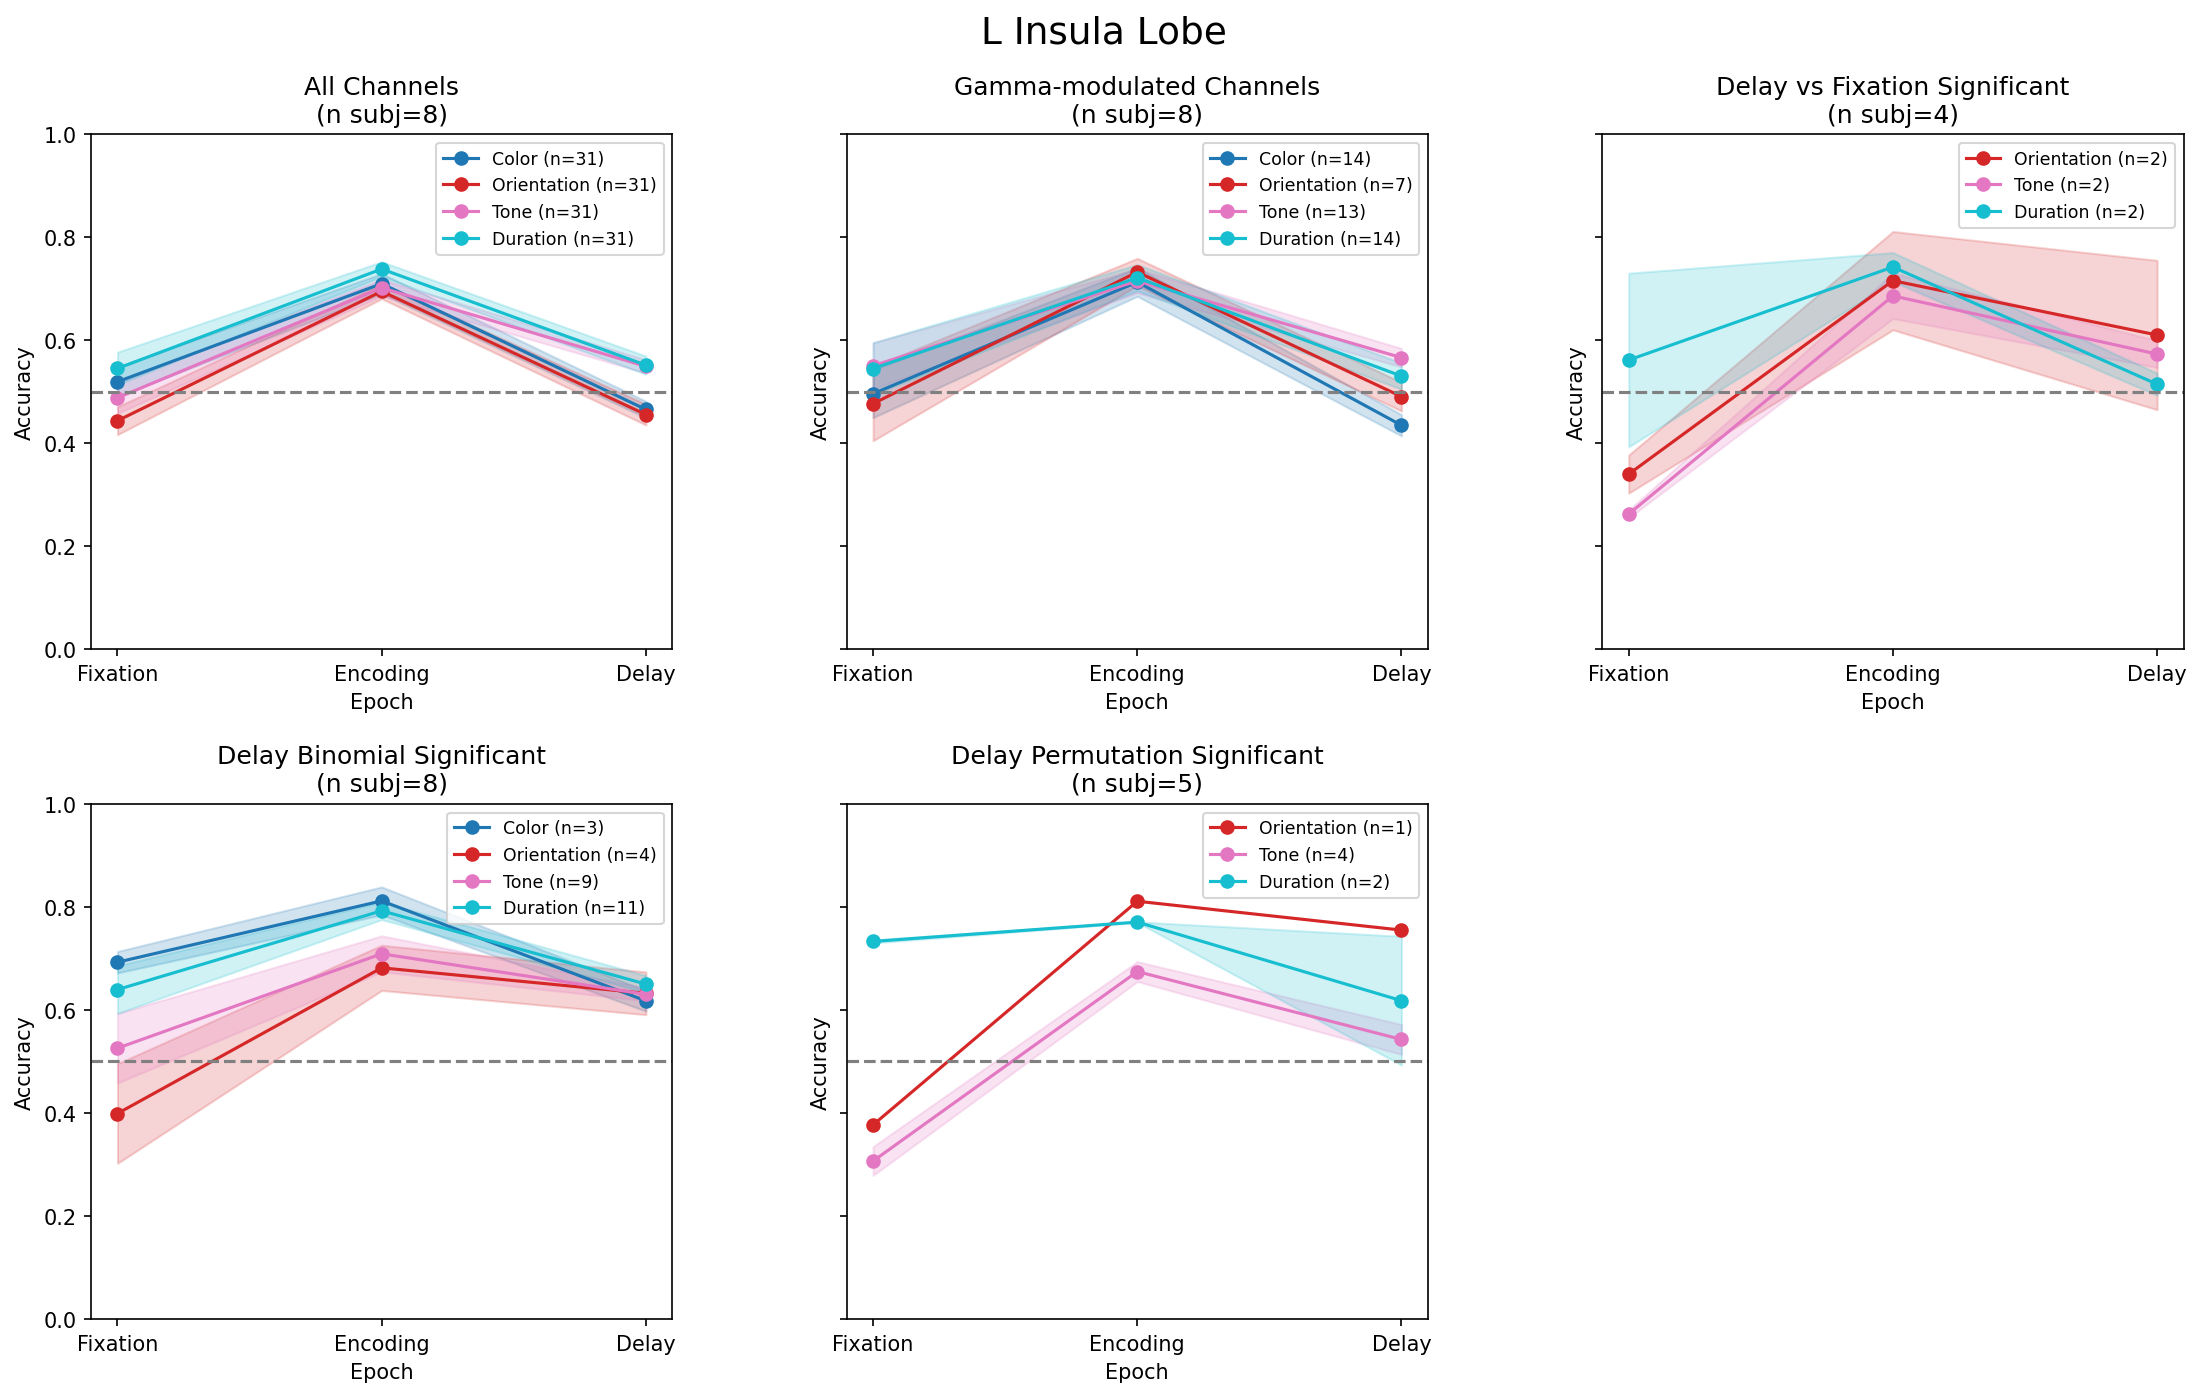 L Insula Lobe
All Channels
(n subj=8)
Accuracy
1.0
0.8
0.6
0.4
0.2
0.0
Color (n=31)
Orientation (n=31)
Tone (n=31)
Duration (n=31)
Fixation
Encoding
Delay
Epoch
Gamma-modulated Channels
(n subj=8)
Accuracy
Color (n=14)
Orientation (n=7)
Tone (n=13)
Duration (n=14)
Fixation
Encoding
Delay
Epoch
Delay vs Fixation Significant
(n subj=4)
Accuracy
Orientation (n=2)
Tone (n=2)
Duration (n=2)
Fixation
Encoding
Delay
Epoch
Delay Binomial Significant
(n subj=8)
Accuracy
1.0
0.8
0.6
0.4
0.2
0.0
Color (n=3)
Orientation (n=4)
Tone (n=9)
Duration (n=11)
Fixation
Encoding
Delay
Epoch
Delay Permutation Significant
(n subj=5)
Accuracy
Orientation (n=1)
Tone (n=4)
Duration (n=2)
Fixation
Encoding
Delay
Epoch